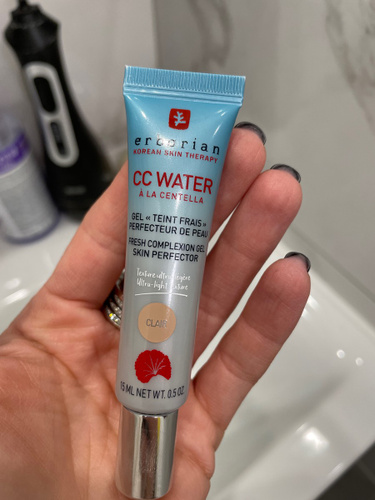 erborian
KOREAN SKIN THERAPY
CC WATER
À LA CENTELLA
GEL « TEINT FRAIS »
PERFECTEUR DE PEAU
FRESH COMPLEXION GEL
SKIN PERFECTOR
Texture ultra-légère
Ultra-light texture
CLAIR
15 ML NET WT. 0.5 OZ.